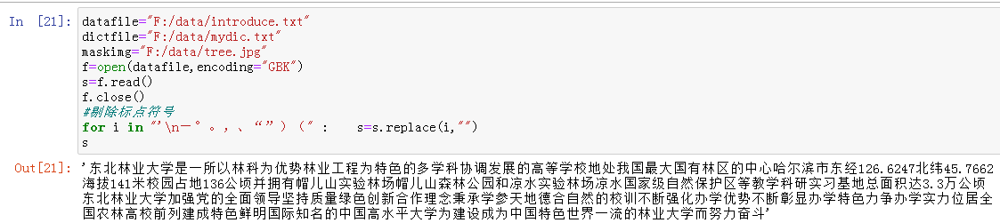 In [21]: datafile="F:/data/introduce.txt"
dictfile="F:/data/mydic.txt"
maskimg="F:/data/tree.jpg"
f=open(datafile,encoding="GBK")
s=f.read()
f.close()
#剔除标点符号
for i in "'\n－°。，、“”）（" :    s=s.replace(i,"")
s
Out[21]: '东北林业大学是一所以林科为优势林业工程为特色的多学科协调发展的高等学校地处我国最大国有林区的中心哈尔滨市东经126.6247北纬45.7662
海拔141米校园占地136公顷并拥有帽儿山实验林场帽儿山森林公园和凉水实验林场凉水国家级自然保护区等教学科研实习基地总面积达3.3万公顷
东北林业大学加强党的全面领导坚持质量绿色创新合作理念秉承学参天地德合自然的校训不断强化办学优势不断彰显办学特色力争办学实力位居全
国农林高校前列建成特色鲜明国际知名的中国高水平大学为建设成为中国特色世界一流的林业大学而努力奋斗'